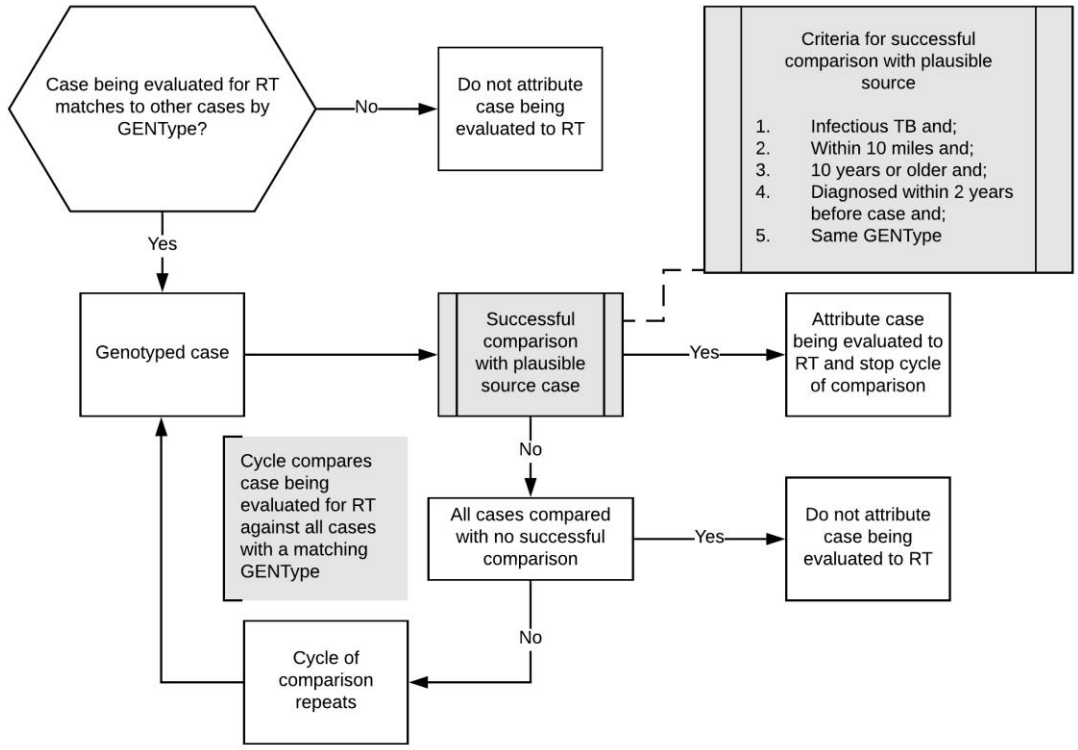 Case being evaluated for RT
matches to other cases by
GENType?
No
Do not attribute
case being
evaluated to RT
Criteria for successful
comparison with plausible
source
1. Infectious TB and;
2. Within 10 miles and;
3. 10 years or older and;
4. Diagnosed within 2 years
before case and;
5. Same GENType
Yes
Genotyped case
Successful
comparison
with plausible
source case
Yes
Attribute case
being evaluated to
RT and stop cycle
of comparison
No
Cycle compares
case being
evaluated for RT
against all cases
with a matching
GENType
All cases compared
with no successful
comparison
Yes
Do not attribute
case being
evaluated to RT
No
Cycle of
comparison
repeats